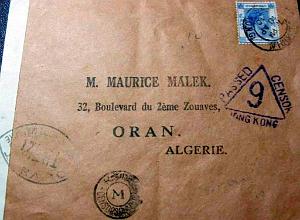 M. MAURICE MALEK.
32, Boulevard du 2ème Zouaves,
ORAN.
ALGERIE.
PASSED
CENSOR
9
HONG KONG
M